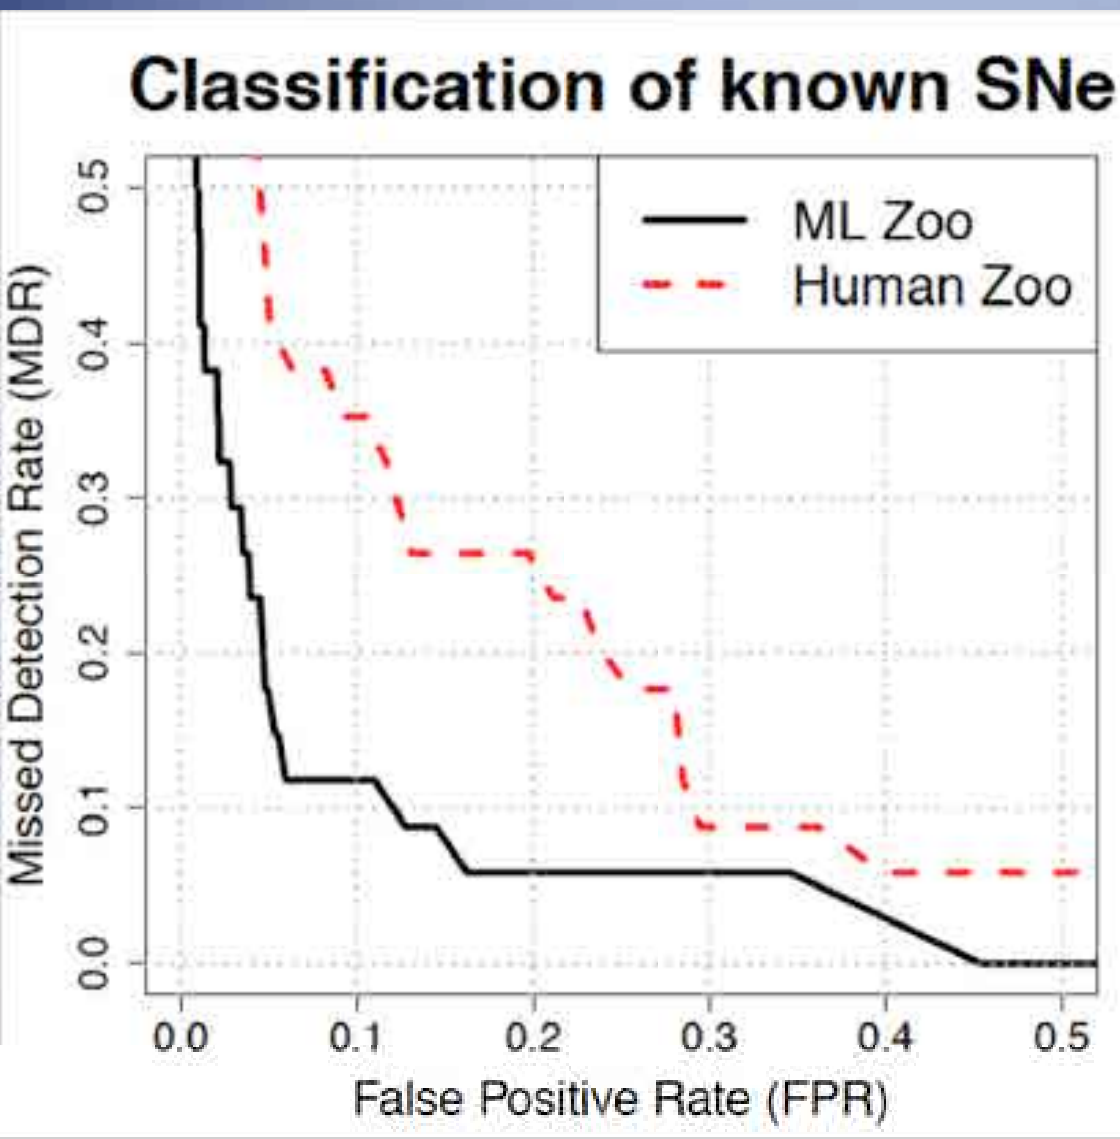 Classification of known SNe
ML Zoo
Human Zoo
Missed Detection Rate (MDR)
0.5
0.4
0.3
0.2
0.1
0.0
0.0 0.1 0.2 0.3 0.4 0.5
False Positive Rate (FPR)